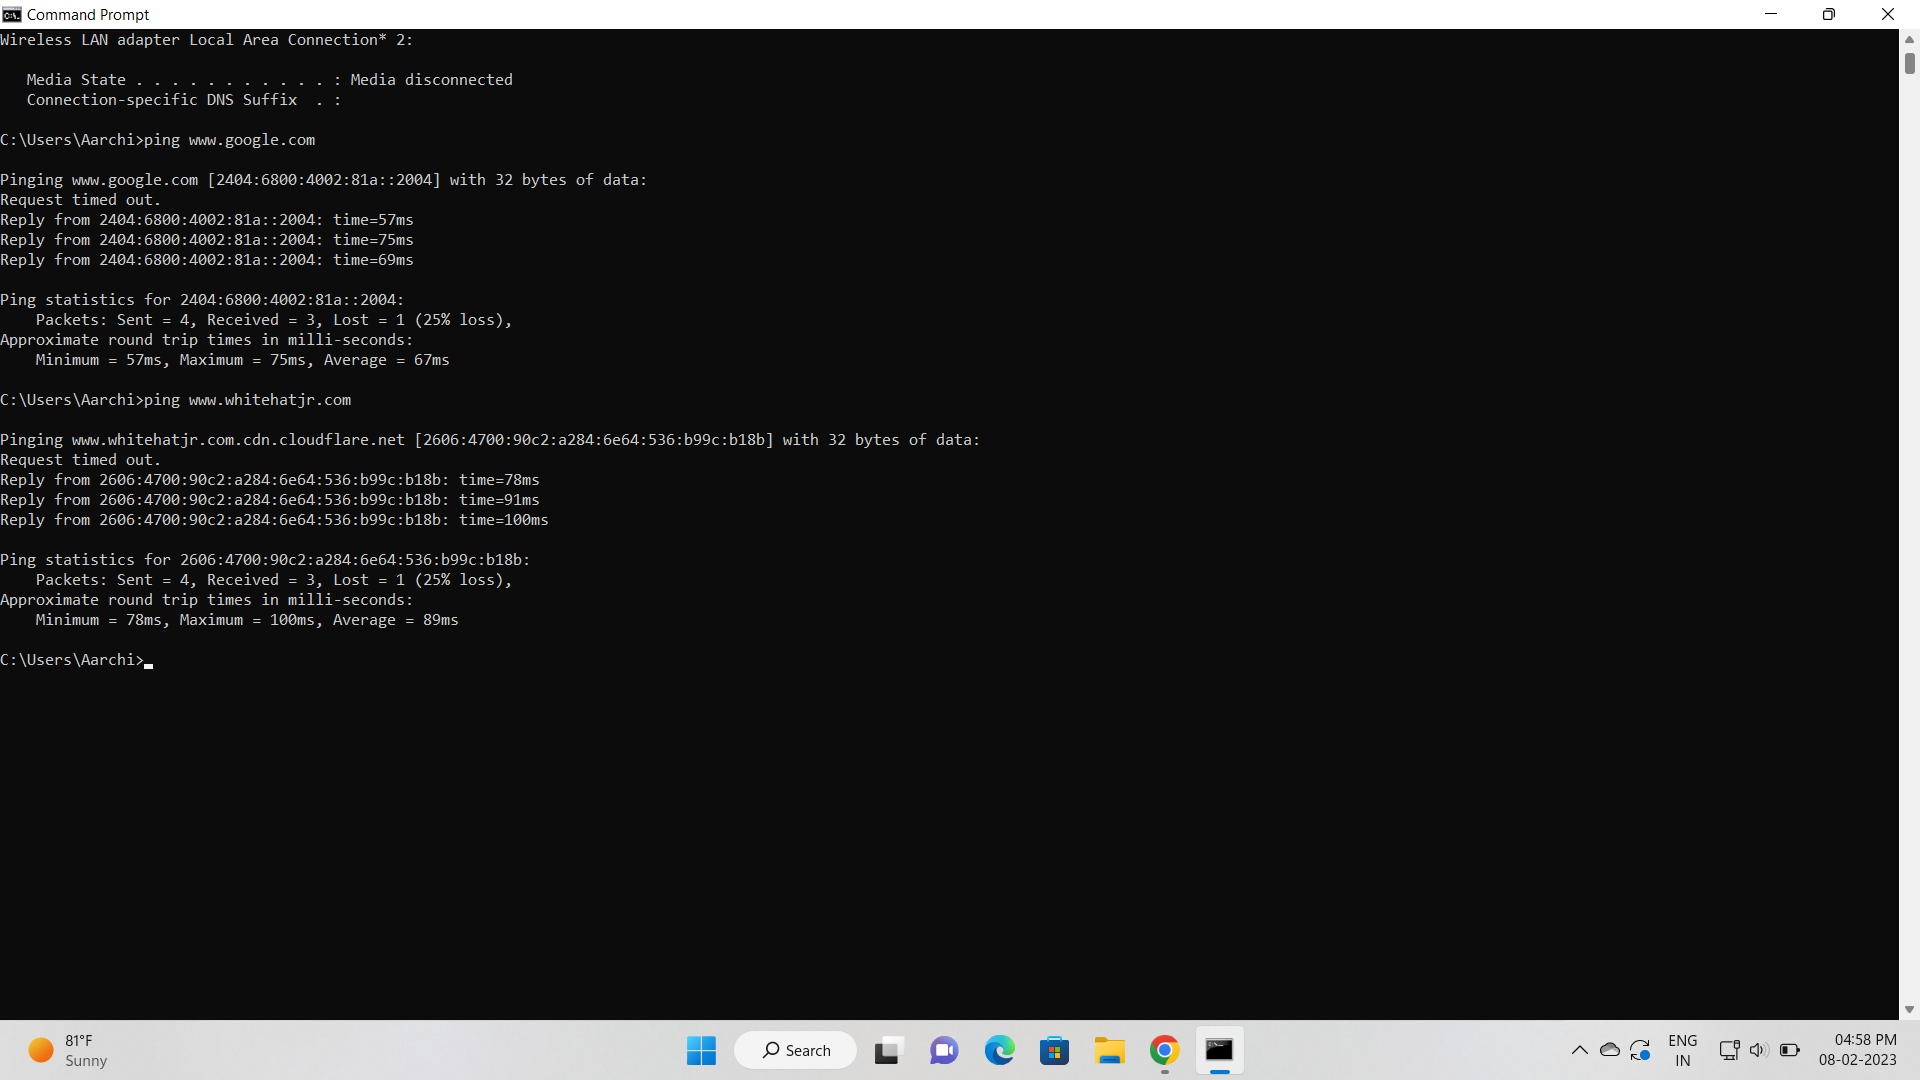 Command Prompt
Wireless LAN adapter Local Area Connection* 2:
Media State . . . . . . . . . . . : Media disconnected
Connection-specific DNS Suffix  . :
C:\Users\Aarchi>ping www.google.com
Pinging www.google.com [2404:6800:4002:81a::2004] with 32 bytes of data:
Request timed out.
Reply from 2404:6800:4002:81a::2004: time=57ms
Reply from 2404:6800:4002:81a::2004: time=75ms
Reply from 2404:6800:4002:81a::2004: time=69ms
Ping statistics for 2404:6800:4002:81a::2004:
Packets: Sent = 4, Received = 3, Lost = 1 (25% loss),
Approximate round trip times in milli-seconds:
Minimum = 57ms, Maximum = 75ms, Average = 67ms
C:\Users\Aarchi>ping www.whitehatjr.com
Pinging www.whitehatjr.com.cdn.cloudflare.net [2606:4700:90c2:a284:6e64:536:b99c:b18b] with 32 bytes of data:
Request timed out.
Reply from 2606:4700:90c2:a284:6e64:536:b99c:b18b: time=78ms
Reply from 2606:4700:90c2:a284:6e64:536:b99c:b18b: time=91ms
Reply from 2606:4700:90c2:a284:6e64:536:b99c:b18b: time=100ms
Ping statistics for 2606:4700:90c2:a284:6e64:536:b99c:b18b:
Packets: Sent = 4, Received = 3, Lost = 1 (25% loss),
Approximate round trip times in milli-seconds:
Minimum = 78ms, Maximum = 100ms, Average = 89ms
C:\Users\Aarchi>
81°F
Sunny
Search
ENG
IN
04:58 PM
08-02-2023